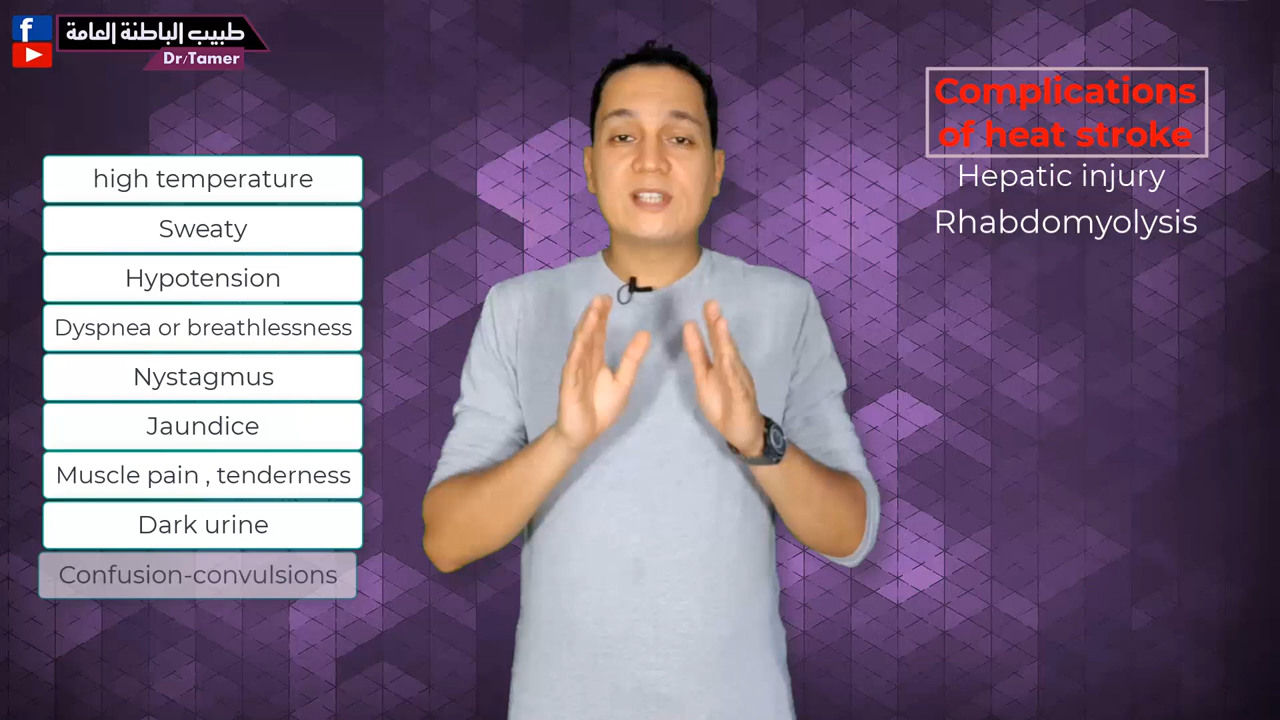 f
طبيب الباطنة العامة
Dr/Tamer
high temperature
Sweaty
Hypotension
Dyspnea or breathlessness
Nystagmus
Jaundice
Muscle pain , tenderness
Dark urine
Confusion-convulsions
Complications
of heat stroke
Hepatic injury
Rhabdomyolysis